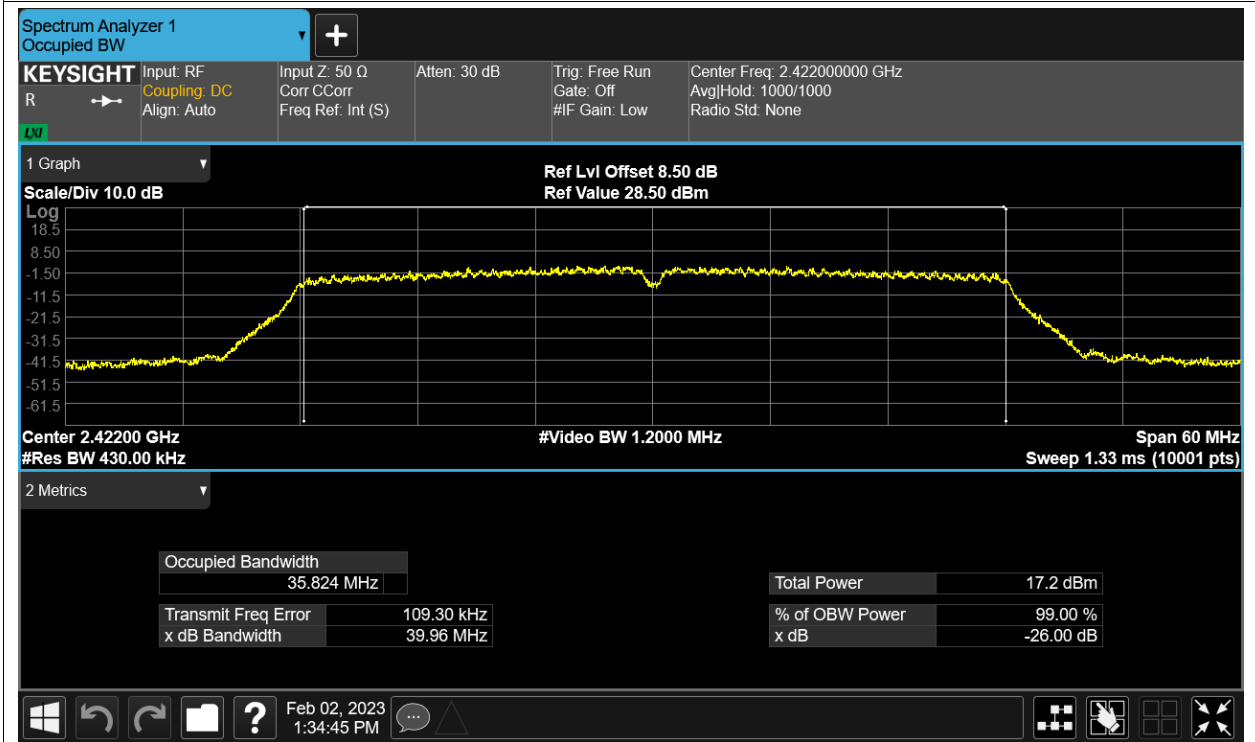 Spectrum Analyzer 1
Occupied BW
KEYSIGHT
R
LXI
Input: RF
Coupling: DC
Align: Auto
Input Z: 50 Ω
Corr CCorr
Freq Ref: Int (S)
Atten: 30 dB
Trig: Free Run
Gate: Off
#IF Gain: Low
Center Freq: 2.422000000 GHz
Avg|Hold: 1000/1000
Radio Std: None
1 Graph
Scale/Div 10.0 dB
Ref Lvl Offset 8.50 dB
Ref Value 28.50 dBm
Log
18.5
8.50
-1.50
-11.5
-21.5
-31.5
-41.5
-51.5
-61.5
Center 2.42200 GHz
#Video BW 1.2000 MHz
Span 60 MHz
#Res BW 430.00 kHz
Sweep 1.33 ms (10001 pts)
2 Metrics
Occupied Bandwidth
35.824 MHz
Transmit Freq Error 109.30 kHz
x dB Bandwidth 39.96 MHz
Total Power 17.2 dBm
% of OBW Power 99.00 %
x dB -26.00 dB
?
Feb 02, 2023
1:34:45 PM